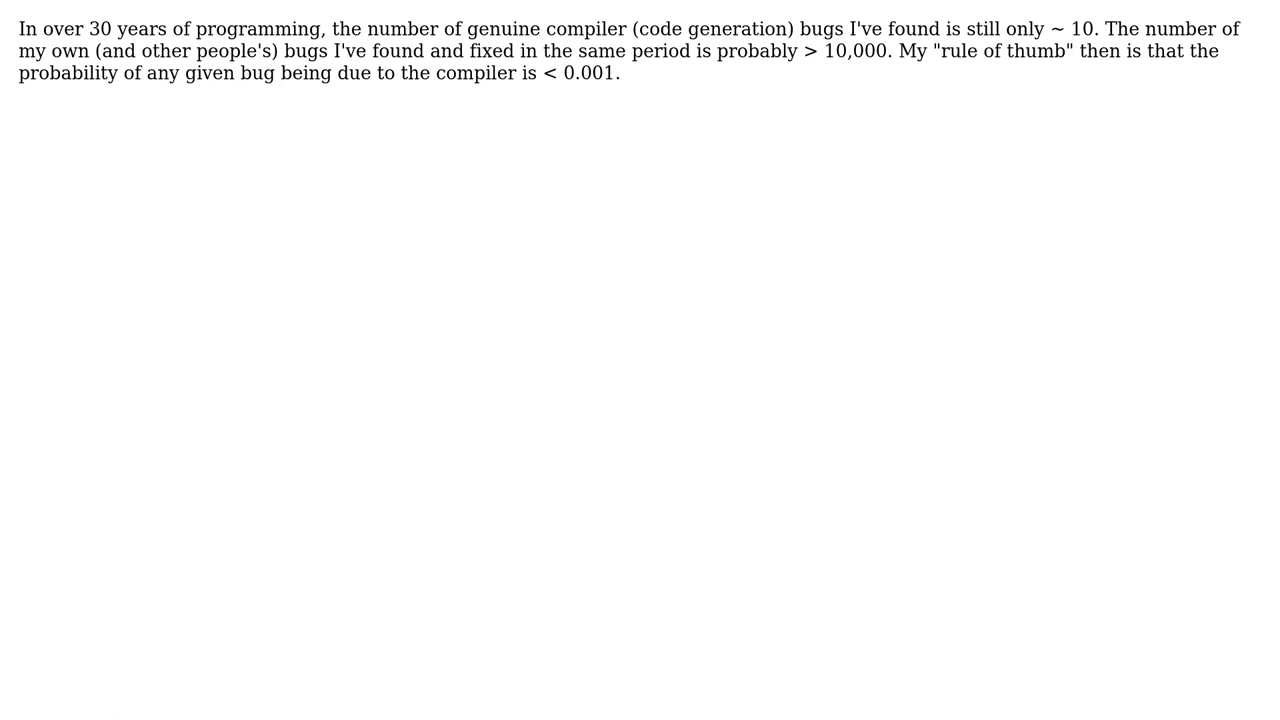 In over 30 years of programming, the number of genuine compiler (code generation) bugs I've found is still only ~ 10. The number of
my own (and other people's) bugs I've found and fixed in the same period is probably > 10,000. My "rule of thumb" then is that the
probability of any given bug being due to the compiler is < 0.001.